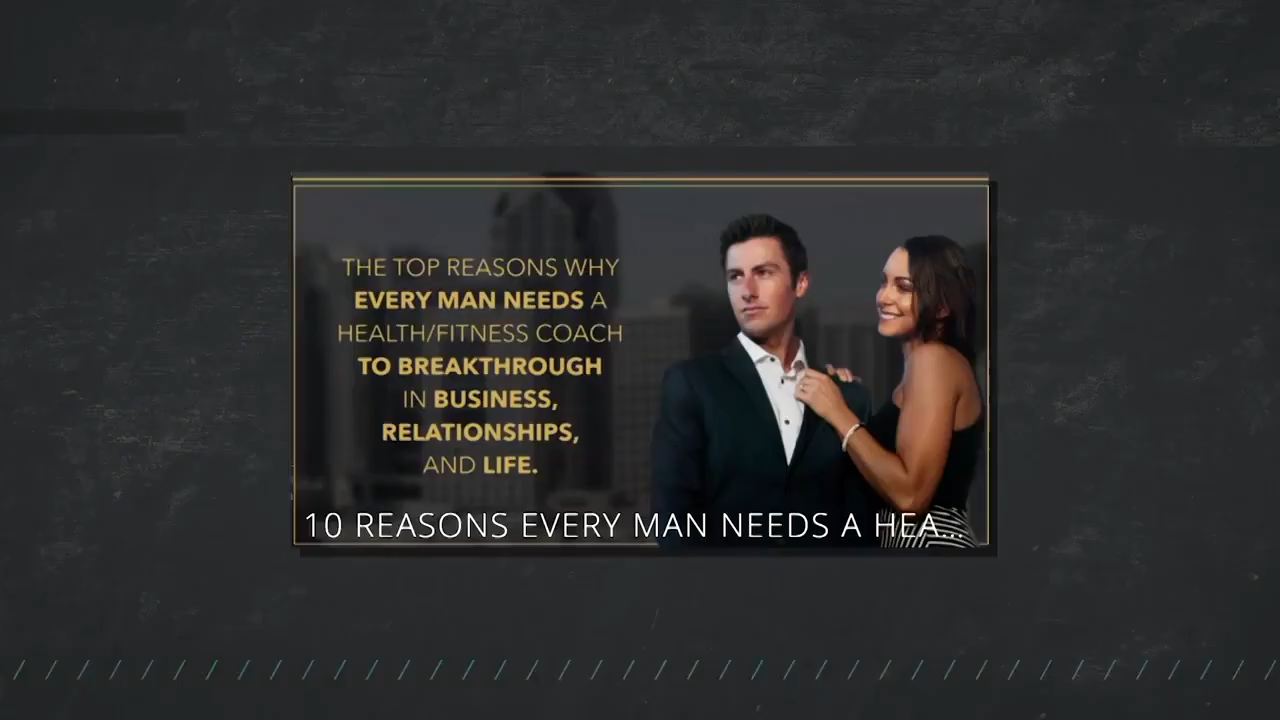 THE TOP REASONS WHY
EVERY MAN NEEDS A
HEALTH/FITNESS COACH
TO BREAKTHROUGH
IN BUSINESS,
RELATIONSHIPS,
AND LIFE.
10 REASONS EVERY MAN NEEDS A HEA...